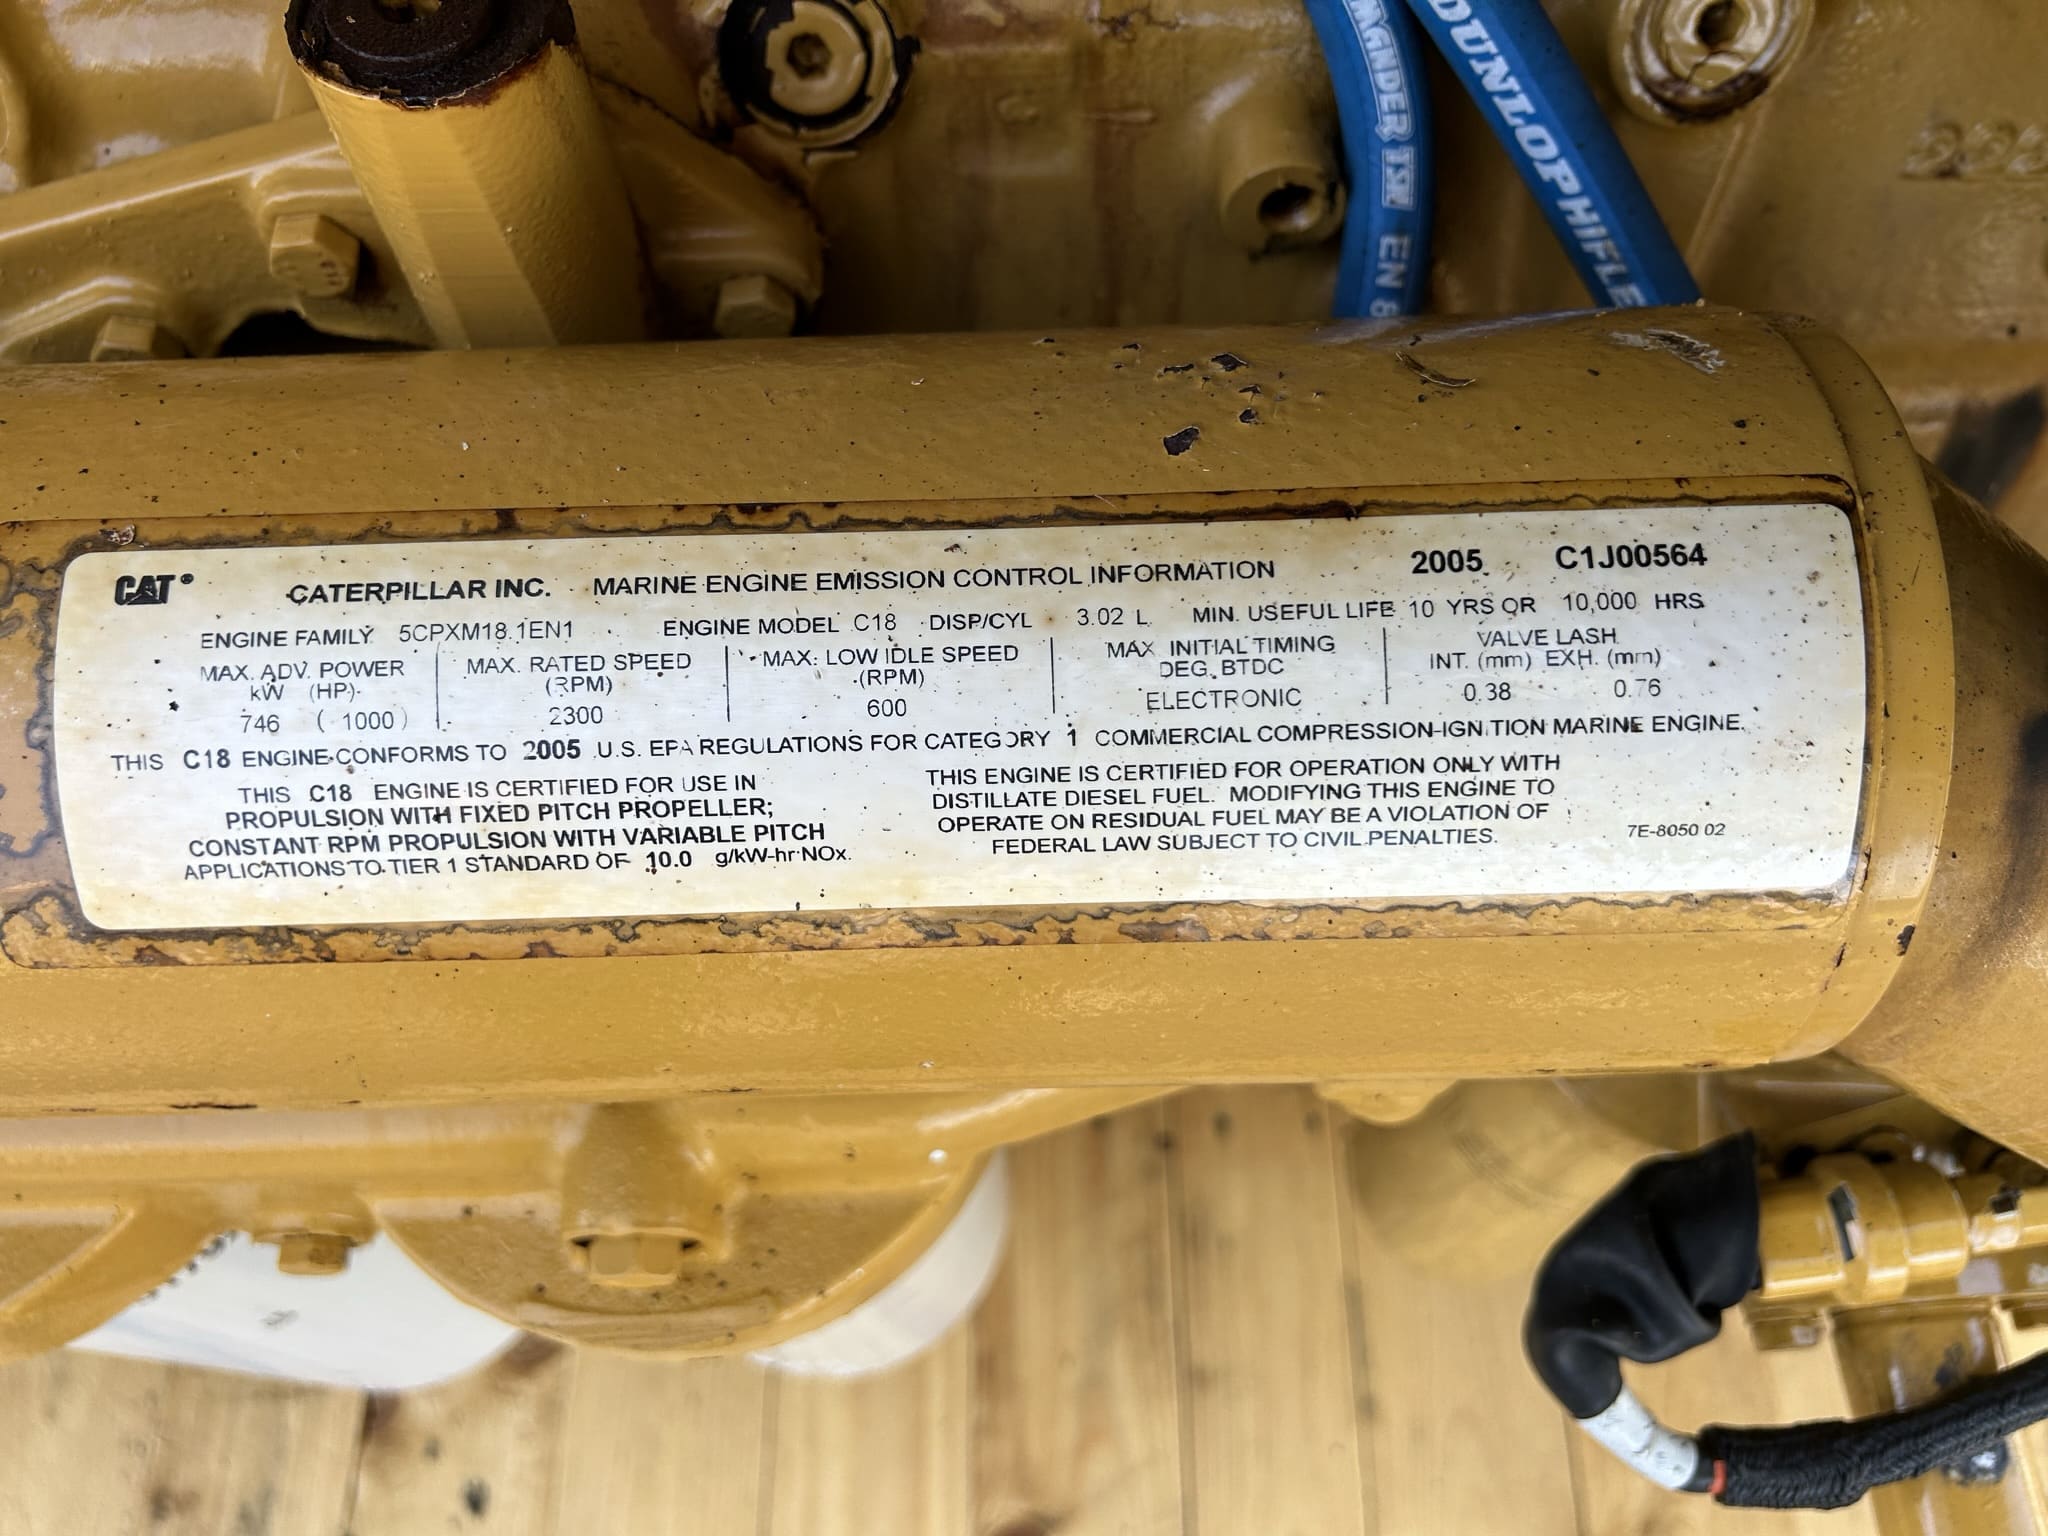 MANDER TSN EN 8
DUNLOP HIFLE
CAT®
CATERPILLAR INC. MARINE ENGINE EMISSION CONTROL INFORMATION 2005 C1J00564
ENGINE FAMILY 5CPXM18.1EN1 ENGINE MODEL C18 DISP/CYL 3.02 L MIN. USEFUL LIFE 10 YRS OR 10,000 HRS
MAX. ADV. POWER kW (HP) 746 (1000)
MAX. RATED SPEED (RPM) 2300
MAX. LOW IDLE SPEED (RPM) 600
MAX INITIAL TIMING DEG. BTDC ELECTRONIC
VALVE LASH
INT. (mm) EXH. (mm)
0.38 0.76
THIS C18 ENGINE CONFORMS TO 2005 U.S. EPA REGULATIONS FOR CATEGORY 1 COMMERCIAL COMPRESSION-IGNITION MARINE ENGINE.
THIS C18 ENGINE IS CERTIFIED FOR USE IN
PROPULSION WITH FIXED PITCH PROPELLER;
CONSTANT RPM PROPULSION WITH VARIABLE PITCH
APPLICATIONS TO TIER 1 STANDARD OF 10.0 g/kW-hr NOx.
THIS ENGINE IS CERTIFIED FOR OPERATION ONLY WITH
DISTILLATE DIESEL FUEL. MODIFYING THIS ENGINE TO
OPERATE ON RESIDUAL FUEL MAY BE A VIOLATION OF
FEDERAL LAW SUBJECT TO CIVIL PENALTIES.
7E-8050 02